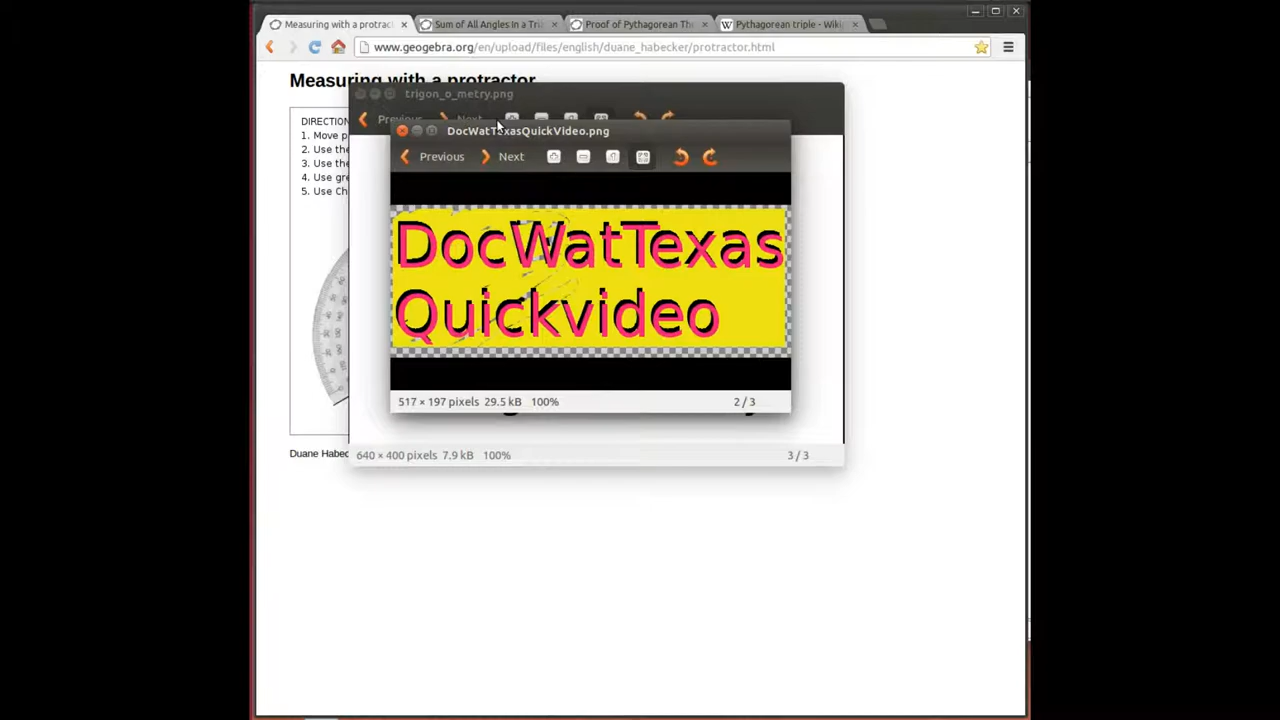 Measuring with a protract
Sum of All Angles in a Tri
Proof of Pythagorean The
Pythagorean triple - Wiki
www.geogebra.org/en/upload/files/english/duane_habecker/protractor.html
Measuring with a protractor
trigon_o_metry.png
DIRECTION
Previous
Next
1. Move p
2. Use the
3. Use the
4. Use gre
5. Use Ch
DocWatTexasQuickVideo.png
Previous
Next
DocWatTexas
Quickvideo
517 × 197 pixels 29.5 kB 100%
2 / 3
Duane Habec
640 × 400 pixels 7.9 kB 100%
3 / 3